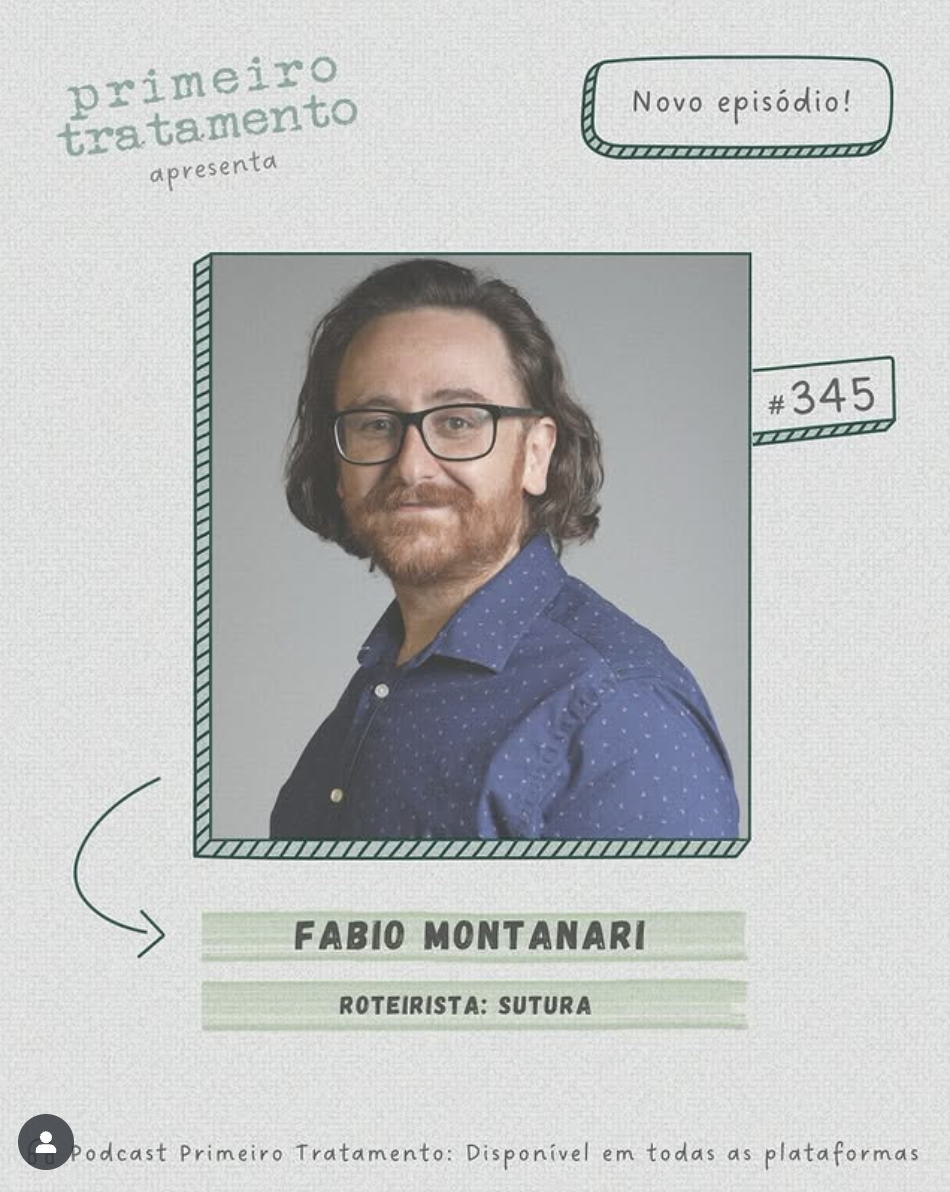 primeiro
tratamento
apresenta
Novo episódio!
#345
FABIO MONTANARI
ROTEIRISTA: SUTURA
Podcast Primeiro Tratamento: Disponível em todas as plataformas